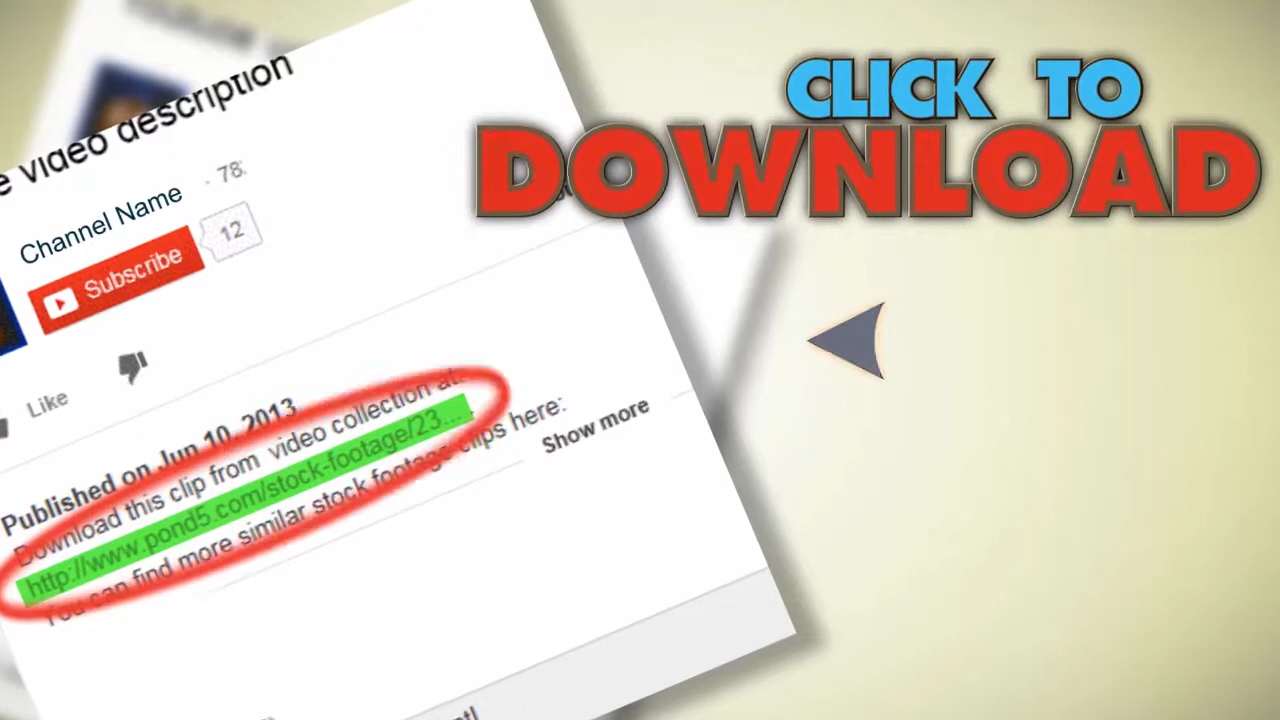 CLICK TO
DOWNLOAD
e video description
Channel Name
Subscribe
12
Like
Published on Jun 10, 2013
Download this clip from video collection at:
http://www.pond5.com/stock-footage/23...
You can find more similar stock footage clips here:
Show more